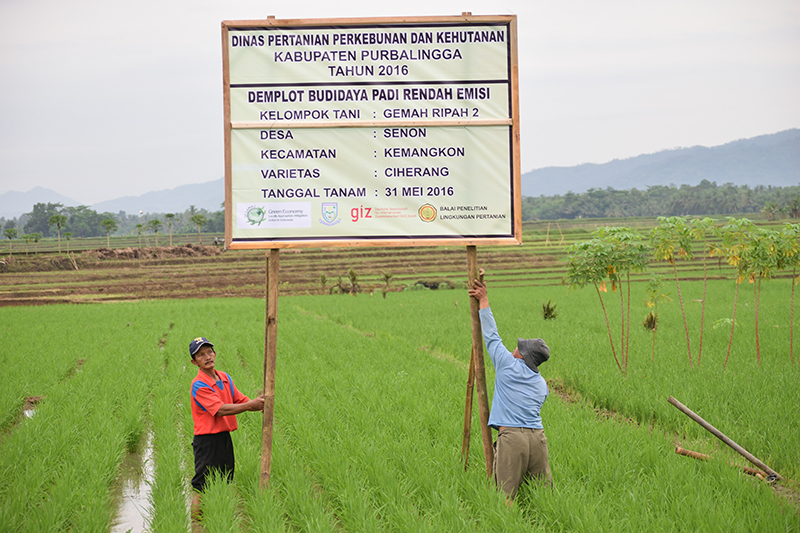 DINAS PERTANIAN PERKEBUNAN DAN KEHUTANAN
KABUPATEN PURBALINGGA
TAHUN 2016
DEMPLOT BUDIDAYA PADI RENDAH EMISI
KELOMPOK TANI : GEMAH RIPAH 2
DESA : SENON
KECAMATAN : KEMANGKON
VARIETAS : CIHERANG
TANGGAL TANAM : 31 MEI 2016
Green Economy
giz
BALAI PENELITIAN
LINGKUNGAN PERTANIAN